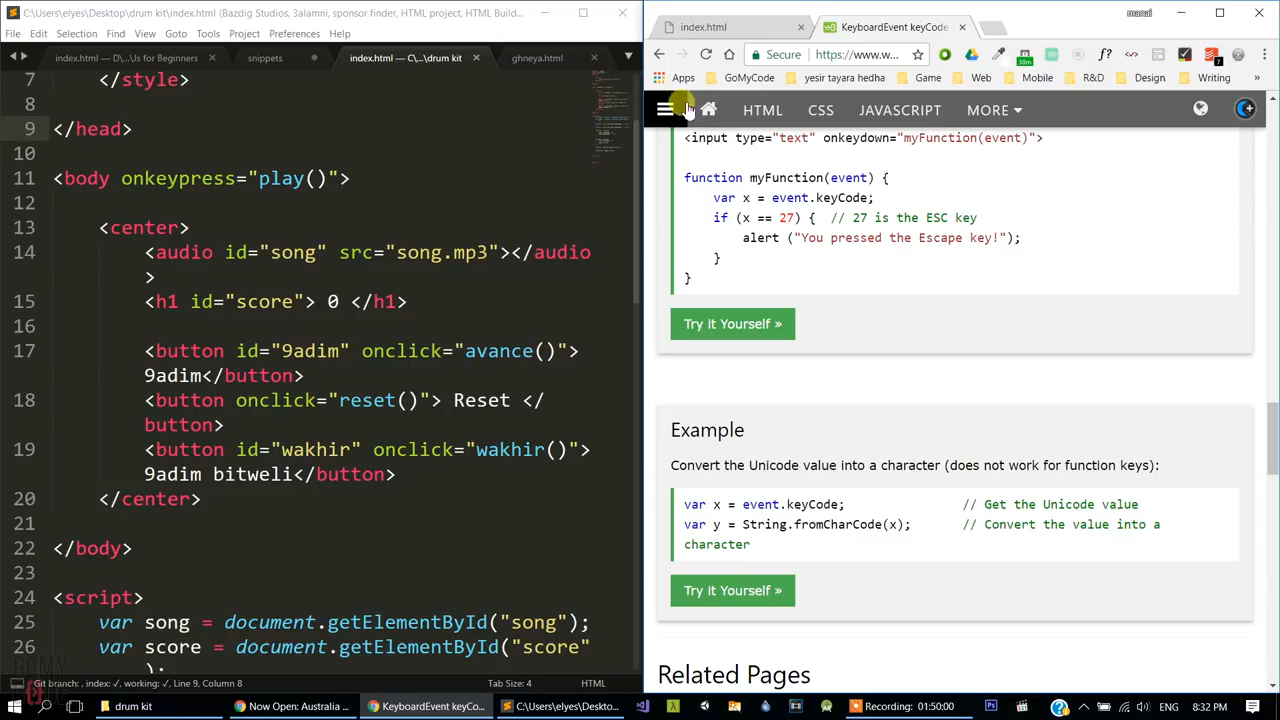 C:\Users\elyes\Desktop\drum kit\index.html (Bazdig Studios, 3alamni, sponsor finder, HTML project, HTML Build...
File Edit Selection Find View Goto Tools Project Preferences Help
index.html — D\...\ls for Beginners snippets index.html — C:\...\drum kit ghneya.html
7 </style>
8
</head>
10
11 <body onkeypress="play()">
12
13 <center>
14 <audio id="song" src="song.mp3"></audio
>
15 <h1 id="score"> 0 </h1>
16
17 <button id="9adim" onclick="avance()">
9adim</button>
18 <button onclick="reset()"> Reset </
button>
19 <button id="wakhir" onclick="wakhir()">
9adim bitweli</button>
20 </center>
21
22 </body>
23
24 <script>
25 var song = document.getElementById("song");
26 var score = document.getElementById("score"
);
Git branch: , index: ✓, working: ✓, Line 9, Column 8 Tab Size: 4 HTML
index.html KeyboardEvent keyCode manal
Secure https://www.w...
Apps GoMyCode yesir tayara hedha Games Web Monitor R&D Design Writing
HTML CSS JAVASCRIPT MORE
<input type="text" onkeydown="myFunction(event)">
function myFunction(event) {
var x = event.keyCode;
if (x == 27) { // 27 is the ESC key
alert ("You pressed the Escape key!");
}
}
Try it Yourself »
Example
Convert the Unicode value into a character (does not work for function keys):
var x = event.keyCode; // Get the Unicode value
var y = String.fromCharCode(x); // Convert the value into a
character
Try it Yourself »
Related Pages
drum kit Now Open: Australia ... KeyboardEvent keyCo... C:\Users\elyes\Deskto... Recording: 01:50:00 ENG 8:32 PM